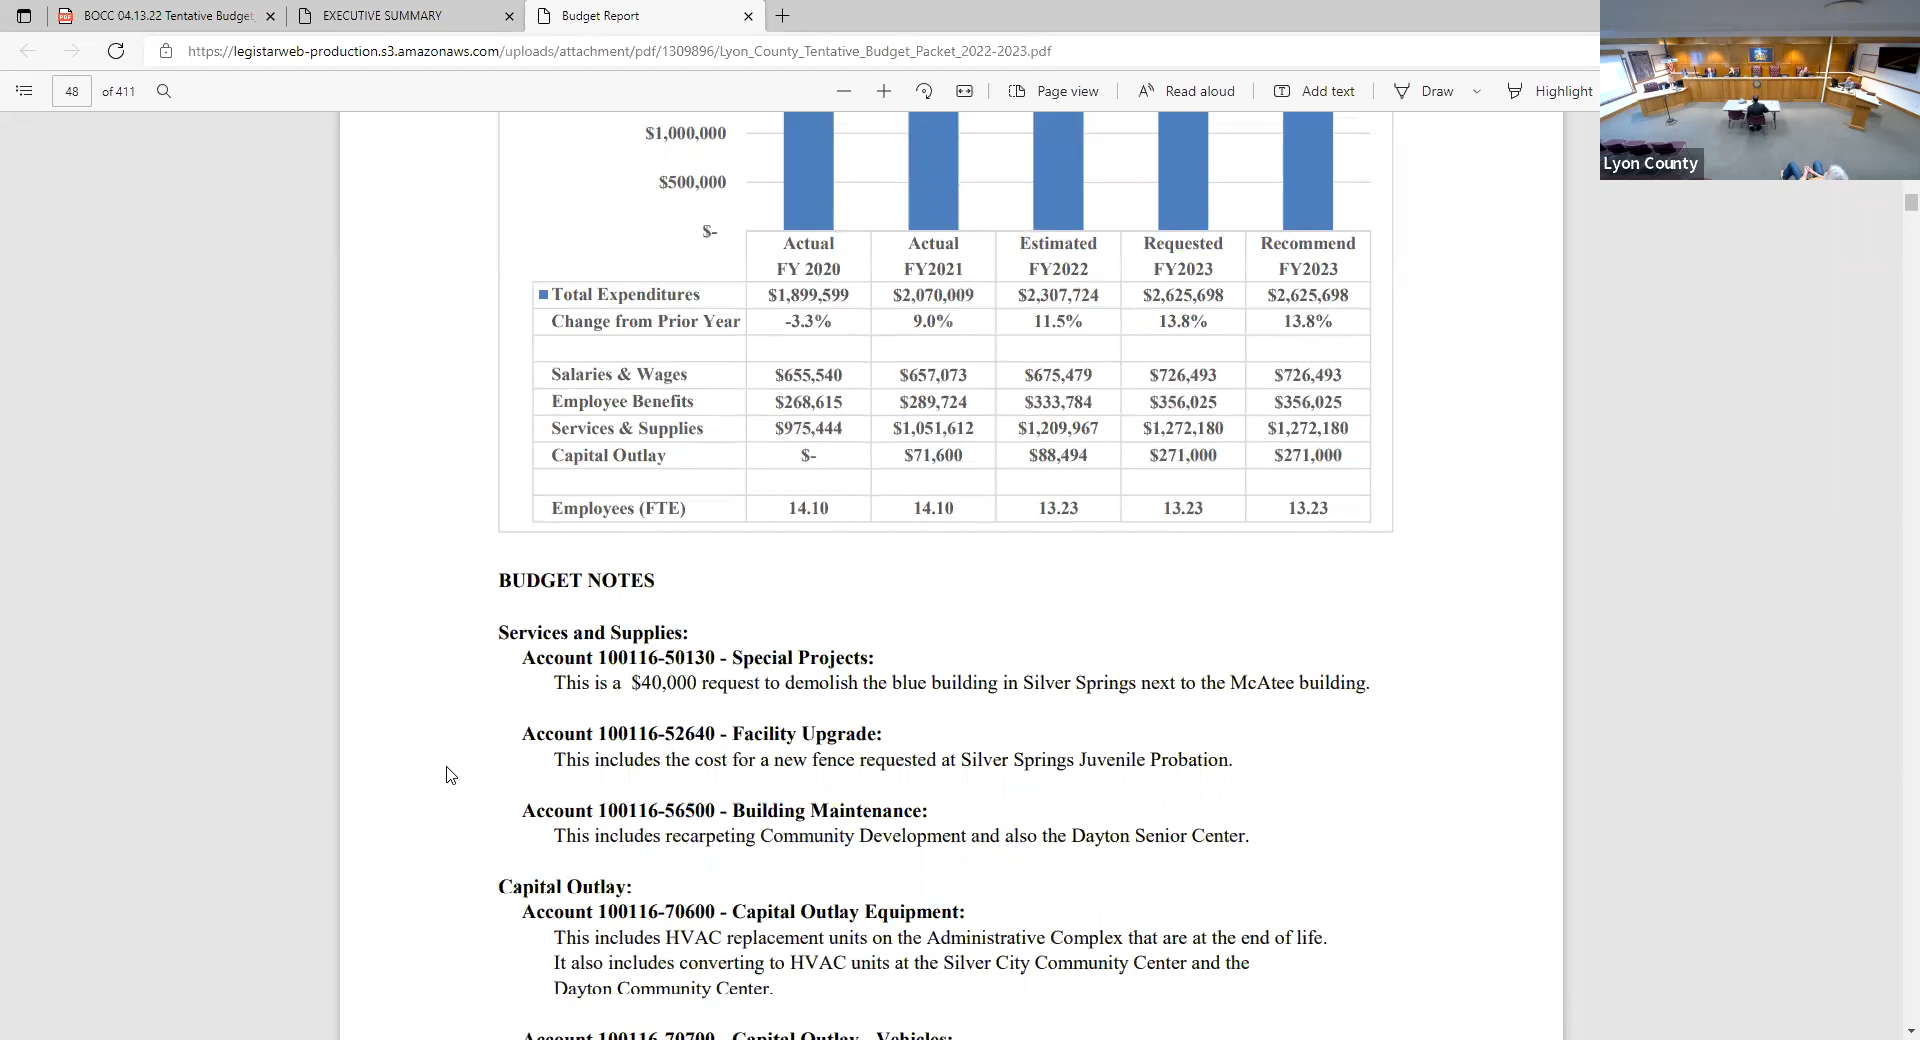 BOCC 04.13.22 Tentative Budget
EXECUTIVE SUMMARY
Budget Report
https://legistarweb-production.s3.amazonaws.com/uploads/attachment/pdf/1309896/Lyon_County_Tentative_Budget_Packet_2022-2023.pdf
48 of 411
Page view
Read aloud
Add text
Draw
Highlight
Lyon County
$1,000,000
$500,000
$-
Actual Actual Estimated Requested Recommend
FY 2020 FY2021 FY2022 FY2023 FY2023
Total Expenditures $1,899,599 $2,070,009 $2,307,724 $2,625,698 $2,625,698
Change from Prior Year -3.3% 9.0% 11.5% 13.8% 13.8%
Salaries & Wages $655,540 $657,073 $675,479 $726,493 $726,493
Employee Benefits $268,615 $289,724 $333,784 $356,025 $356,025
Services & Supplies $975,444 $1,051,612 $1,209,967 $1,272,180 $1,272,180
Capital Outlay $- $71,600 $88,494 $271,000 $271,000
Employees (FTE) 14.10 14.10 13.23 13.23 13.23
BUDGET NOTES
Services and Supplies:
Account 100116-50130 - Special Projects:
This is a $40,000 request to demolish the blue building in Silver Springs next to the McAtee building.
Account 100116-52640 - Facility Upgrade:
This includes the cost for a new fence requested at Silver Springs Juvenile Probation.
Account 100116-56500 - Building Maintenance:
This includes recarpeting Community Development and also the Dayton Senior Center.
Capital Outlay:
Account 100116-70600 - Capital Outlay Equipment:
This includes HVAC replacement units on the Administrative Complex that are at the end of life.
It also includes converting to HVAC units at the Silver City Community Center and the
Dayton Community Center.
Account 100116-70700 - Capital Outlay - Vehicles: